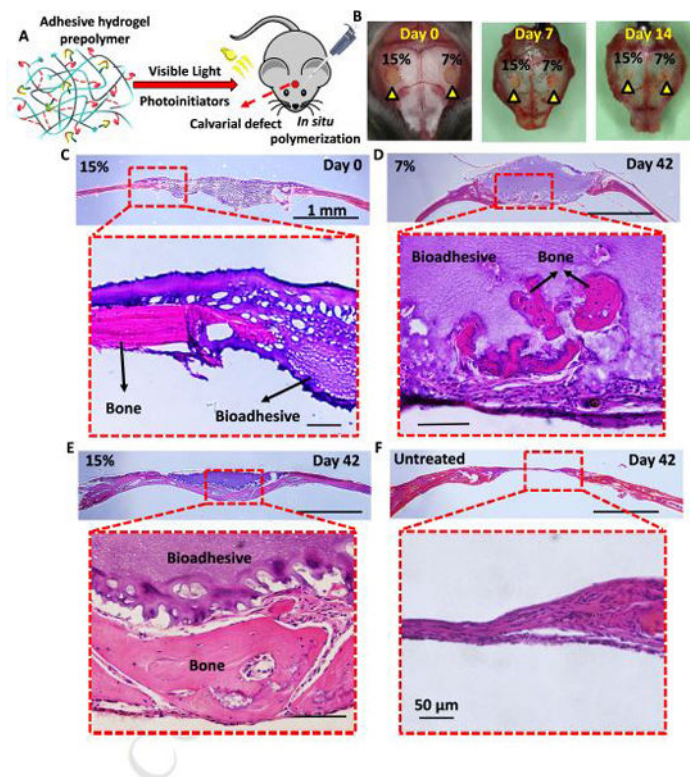 A
Adhesive hydrogel
prepolymer
Visible Light
Photoinitiators
Calvarial defect
In situ
polymerization
B
Day 0
15%
7%
Day 7
15%
7%
Day 14
15%
7%
C
15%
Day 0
1 mm
Bone
Bioadhesive
D
7%
Day 42
Bioadhesive
Bone
E
15%
Day 42
Bioadhesive
Bone
F
Untreated
Day 42
50 µm